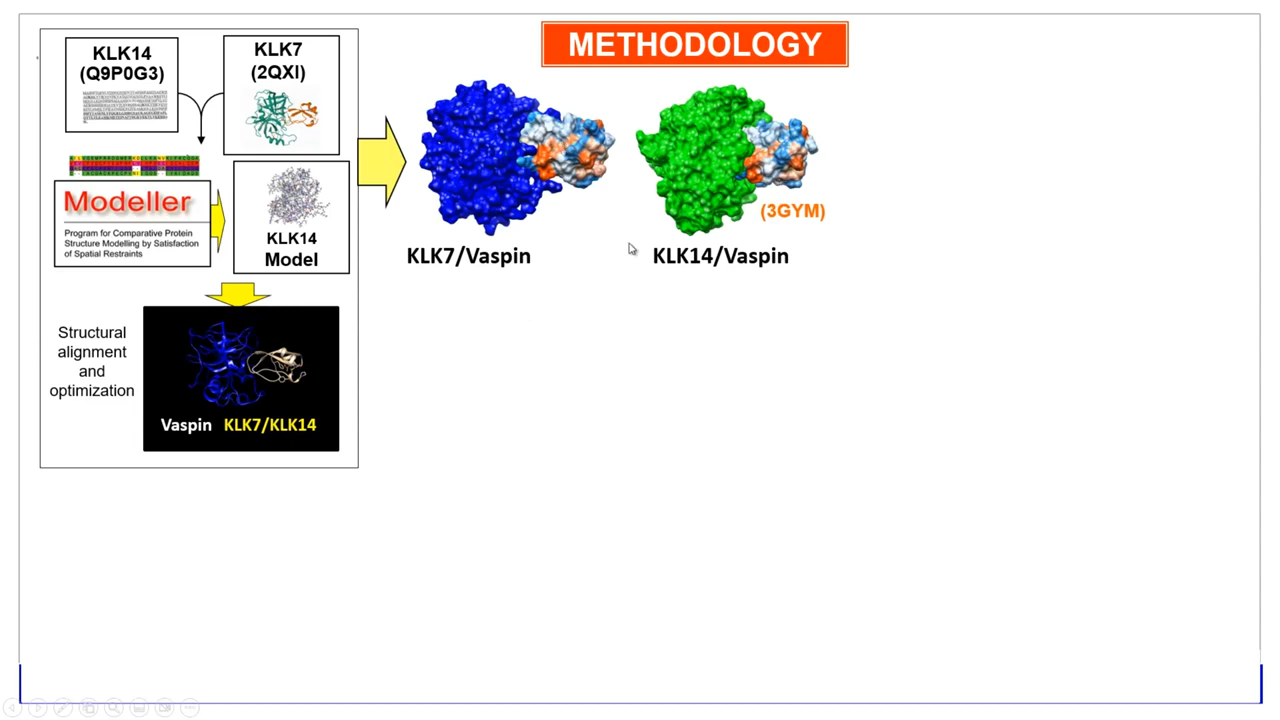 METHODOLOGY
KLK14
(Q9P0G3)
KLK7
(2QXI)
Modeller
Program for Comparative Protein
Structure Modelling by Satisfaction
of Spatial Restraints
KLK14
Model
Structural
alignment
and
optimization
Vaspin KLK7/KLK14
KLK7/Vaspin
(3GYM)
KLK14/Vaspin